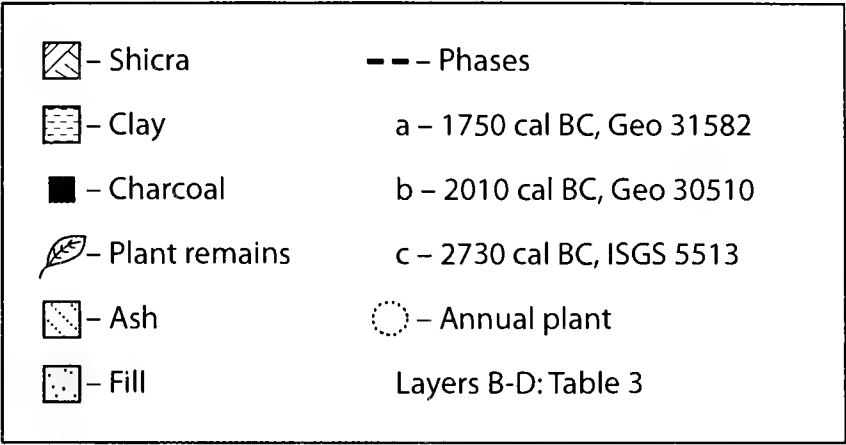 – Shicra
– Clay
– Charcoal
– Plant remains
– Ash
– Fill
– Phases
a – 1750 cal BC, Geo 31582
b – 2010 cal BC, Geo 30510
c – 2730 cal BC, ISGS 5513
– Annual plant
Layers B-D: Table 3